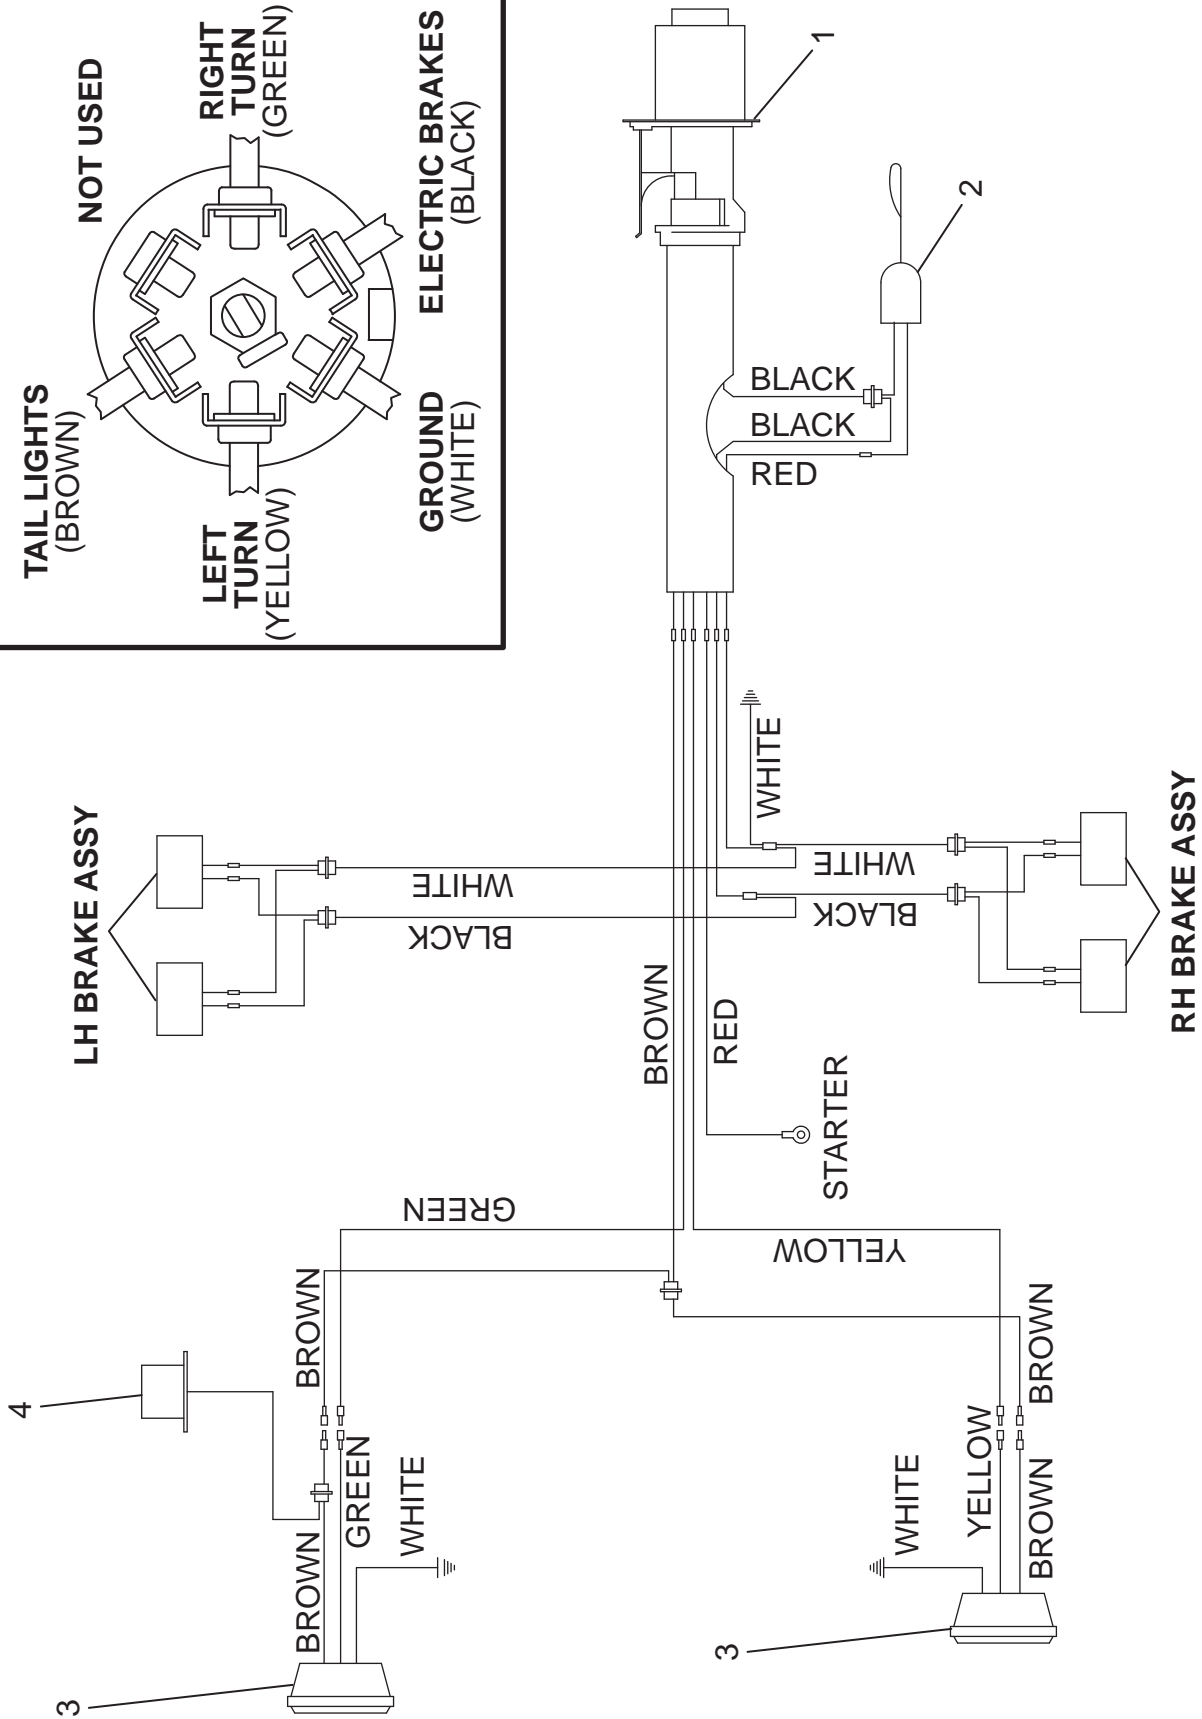 TAIL LIGHTS
(BROWN)
NOT USED
LEFT
TURN
(YELLOW)
RIGHT
TURN
(GREEN)
GROUND
(WHITE)
ELECTRIC BRAKES
(BLACK)
LH BRAKE ASSY
WHITE
BLACK
4
3
BROWN
BROWN
GREEN
WHITE
GREEN
BROWN
RED
STARTER
YELLOW
WHITE
WHITE
BLACK
BLACK
BLACK
RED
1
2
3
WHITE
YELLOW
BROWN
BROWN
RH BRAKE ASSY